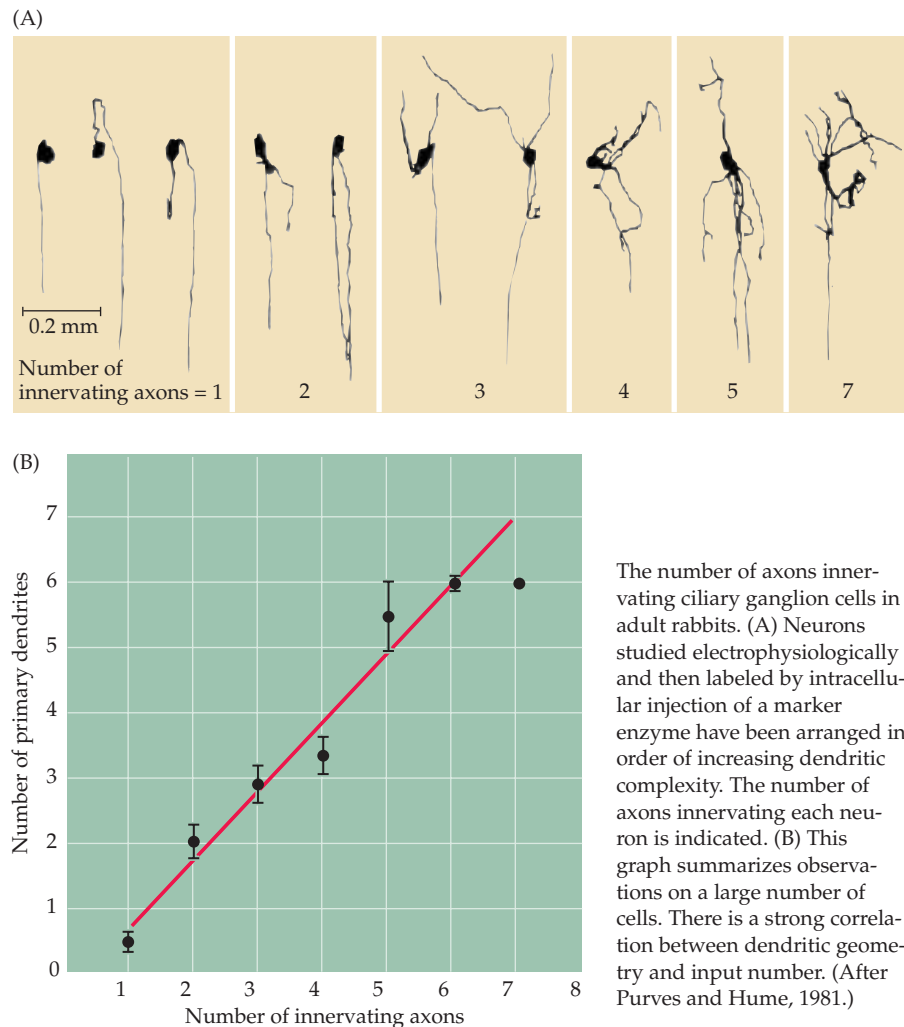 (A)
0.2 mm
Number of
innervating axons = 1
2
3
4
5
7
(B)
7
6
5
4
3
2
1
0
Number of primary dendrites
1 2 3 4 5 6 7 8
Number of innervating axons
The number of axons inner-
vating ciliary ganglion cells in
adult rabbits. (A) Neurons
studied electrophysiologically
and then labeled by intracellu-
lar injection of a marker
enzyme have been arranged in
order of increasing dendritic
complexity. The number of
axons innervating each neu-
ron is indicated. (B) This
graph summarizes observa-
tions on a large number of
cells. There is a strong correla-
tion between dendritic geome-
try and input number. (After
Purves and Hume, 1981.)